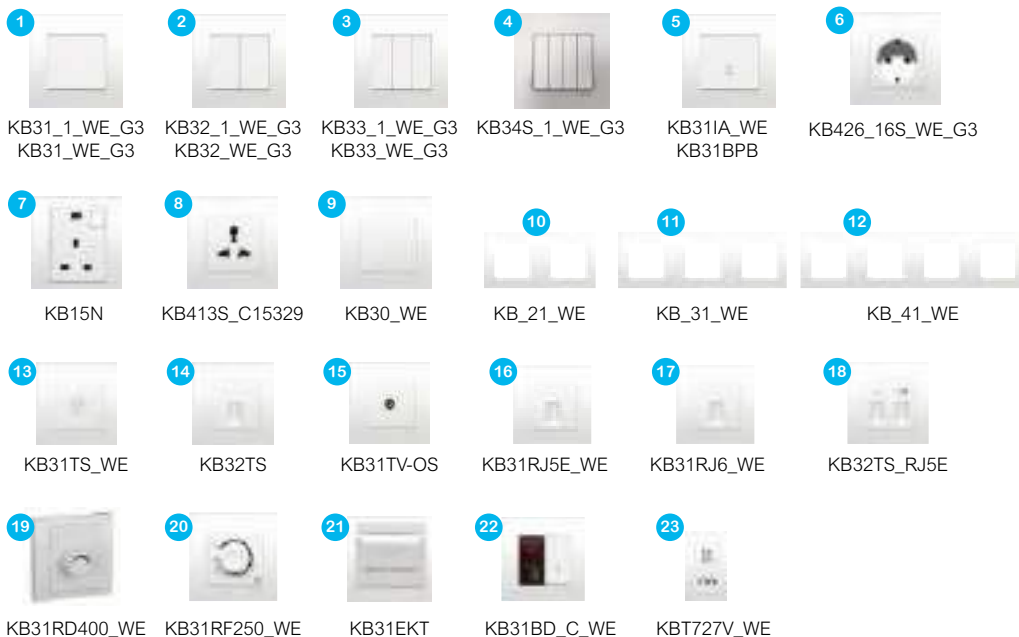 1 2 3 4 5 6
KB31_1_WE_G3 KB32_1_WE_G3 KB33_1_WE_G3 KB34S_1_WE_G3 KB31IA_WE KB426_16S_WE_G3
KB31_WE_G3 KB32_WE_G3 KB33_WE_G3 KB31BPB
7 8 9 10 11 12
KB15N KB413S_C15329 KB30_WE KB_21_WE KB_31_WE KB_41_WE
13 14 15 16 17 18
KB31TS_WE KB32TS KB31TV-OS KB31RJ5E_WE KB31RJ6_WE KB32TS_RJ5E
19 20 21 22 23
KB31RD400_WE KB31RF250_WE KB31EKT KB31BD_C_WE KBT727V_WE